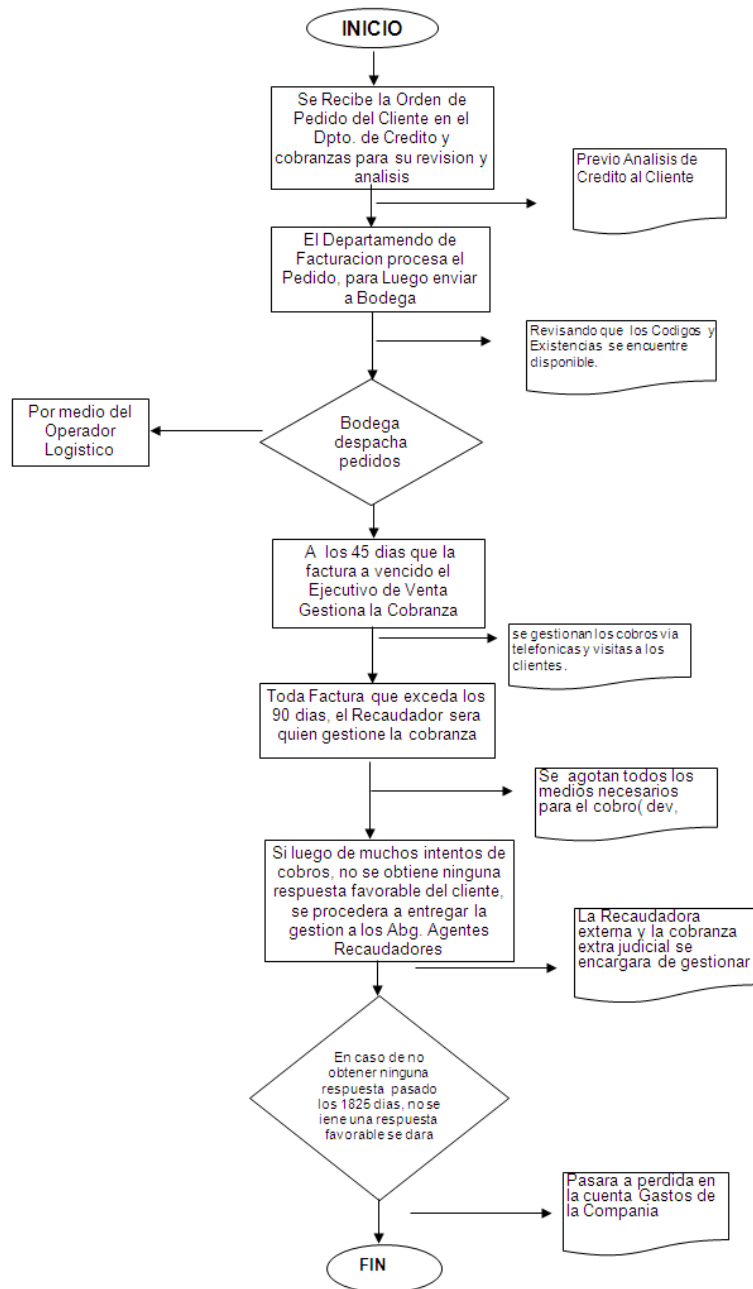 INICIO
Se Recibe la Orden de
Pedido del Cliente en el
Dpto. de Credito y
cobranzas para su revision y
analisis
Previo Analisis de
Credito al Cliente
El Departamendo de
Facturacion procesa el
Pedido, para Luego enviar
a Bodega
Revisando que los Codigos y
Existencias se encuentre
disponible.
Por medio del
Operador
Logistico
Bodega
despacha
pedidos
A los 45 dias que la
factura a vencido el
Ejecutivo de Venta
Gestiona la Cobranza
se gestionan los cobros via
telefonicas y visitas a los
clientes.
Toda Factura que exceda los
90 dias, el Recaudador sera
quien gestione la cobranza
Se agotan todos los
medios necesarios
para el cobro( dev,
Si luego de muchos intentos de
cobros, no se obtiene ninguna
respuesta favorable del cliente,
se procedera a entregar la
gestion a los Abg. Agentes
Recaudadores
La Recaudadora
externa y la cobranza
extra judicial se
encargara de gestionar
En caso de no
obtener ninguna
respuesta pasado
los 1825 dias, no se
iene una respuesta
favorable se dara
Pasara a perdida en
la cuenta Gastos de
la Compania
FIN